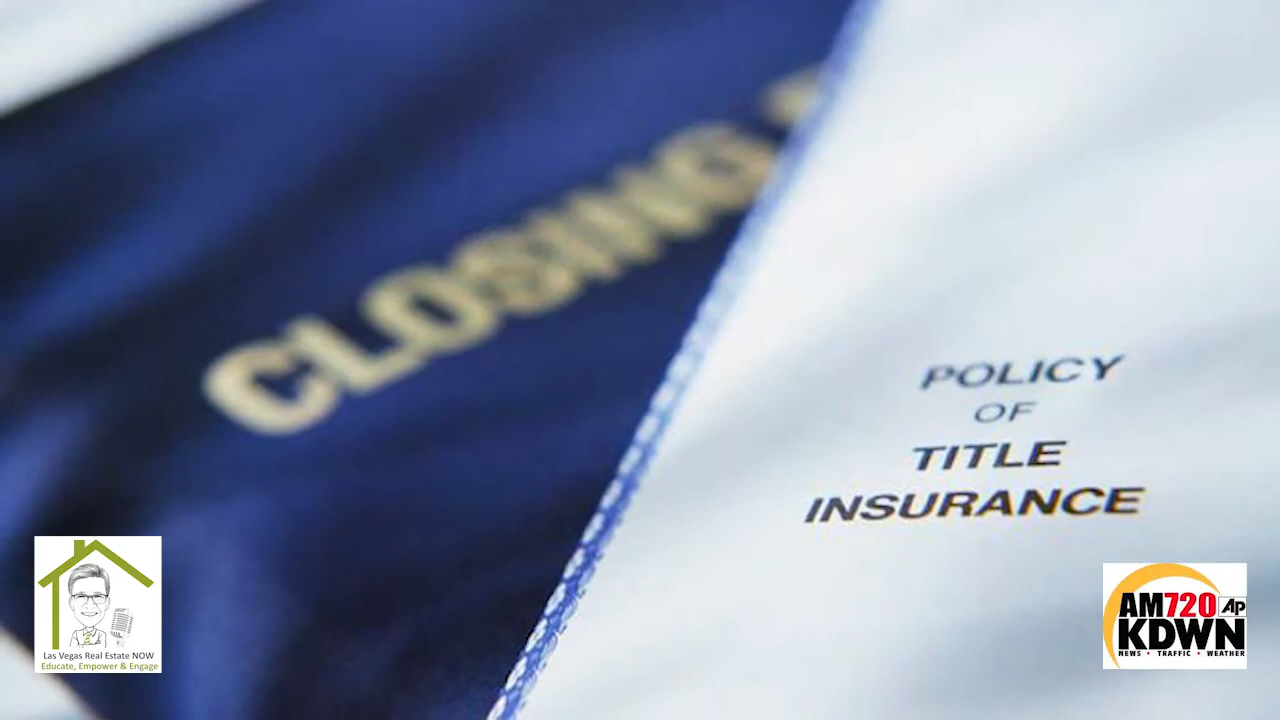 CLOSING
POLICY
OF
TITLE
INSURANCE
Las Vegas Real Estate NOW
Educate, Empower & Engage
AM720 AP
KDWN
NEWS • TRAFFIC • WEATHER